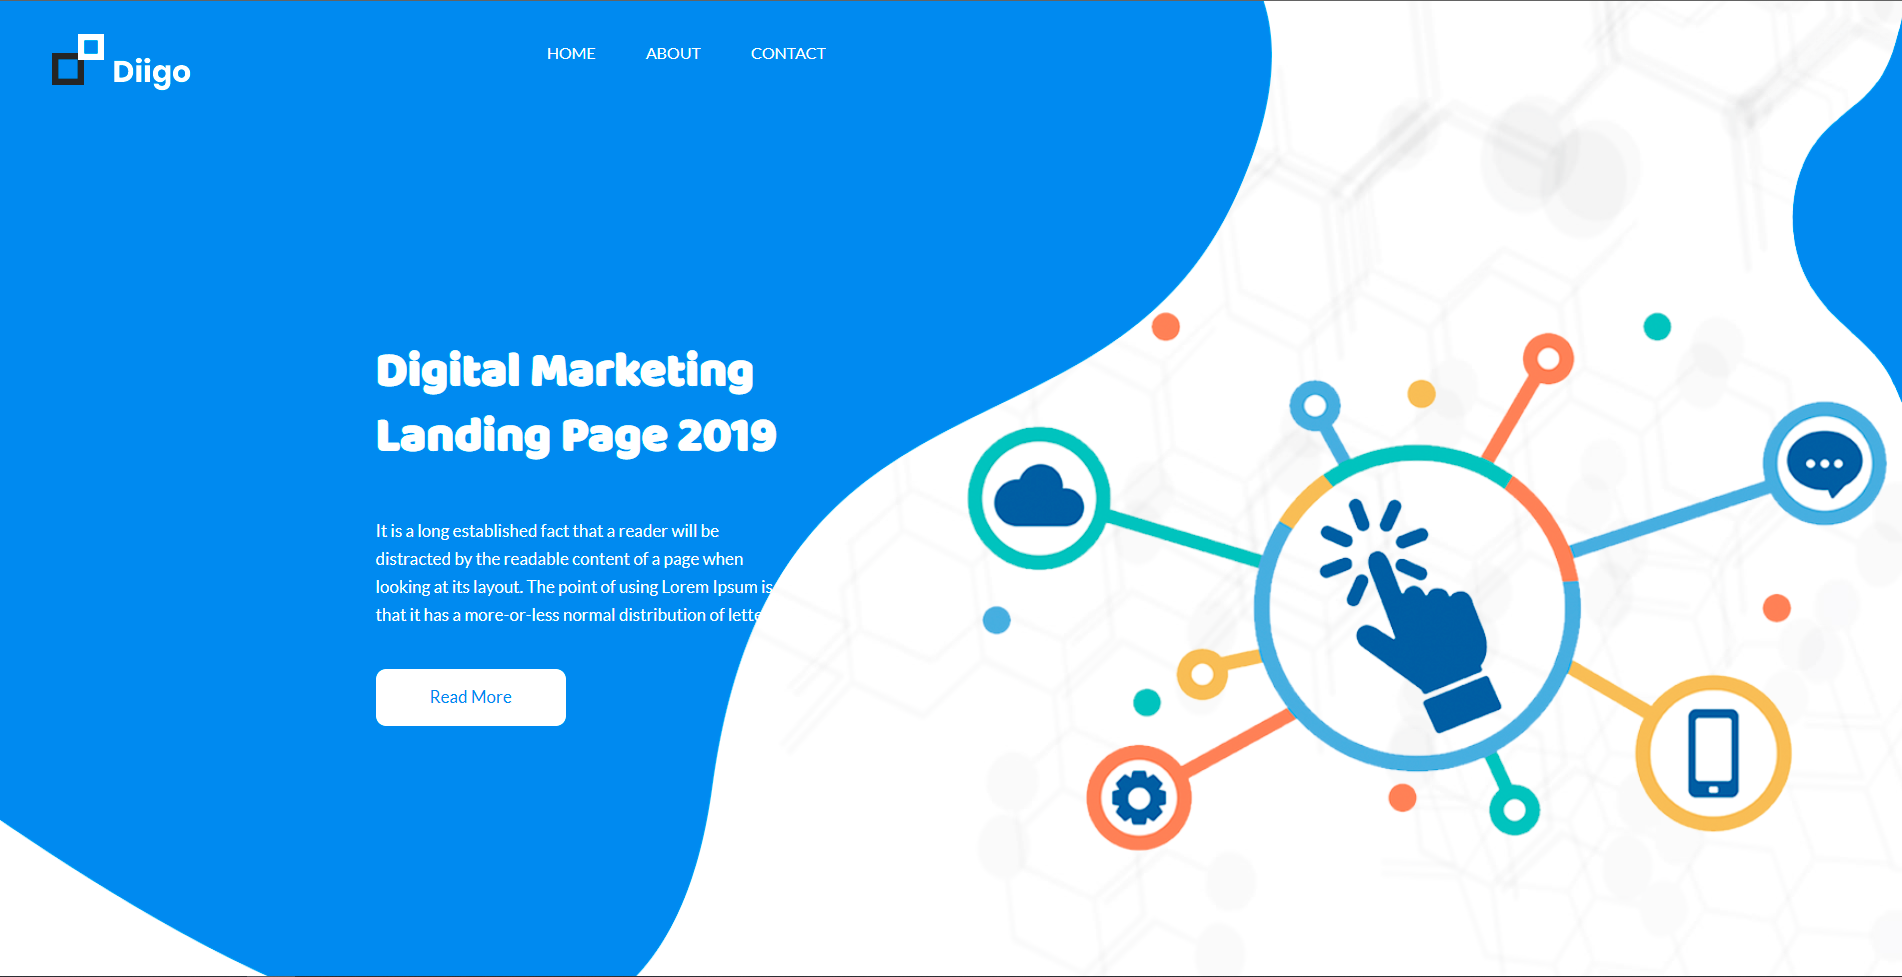 Diigo
HOME ABOUT CONTACT
Digital Marketing
Landing Page 2019
It is a long established fact that a reader will be
distracted by the readable content of a page when
looking at its layout. The point of using Lorem Ipsum is
that it has a more-or-less normal distribution of lette
Read More